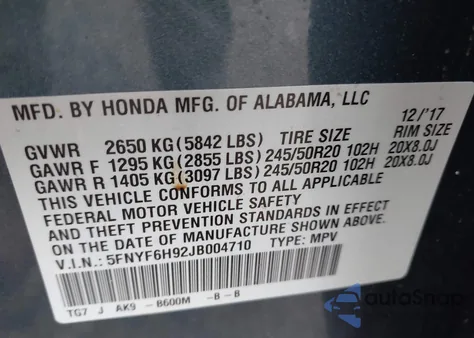 MFD. BY HONDA MFG. OF ALABAMA, LLC 12/'17
GVWR 2650 KG (5842 LBS) TIRE SIZE RIM SIZE
GAWR F 1295 KG (2855 LBS) 245/50R20 102H 20X8.0J
GAWR R 1405 KG (3097 LBS) 245/50R20 102H 20X8.0J
THIS VEHICLE CONFORMS TO ALL APPLICABLE
FEDERAL MOTOR VEHICLE SAFETY
AND THEFT PREVENTION STANDARDS IN EFFECT
ON THE DATE OF MANUFACTURE SHOWN ABOVE.
V.I.N.: 5FNYF6H92JB004710 TYPE: MPV
TG7 J AK9 -B600M -B-B
AutoSnap